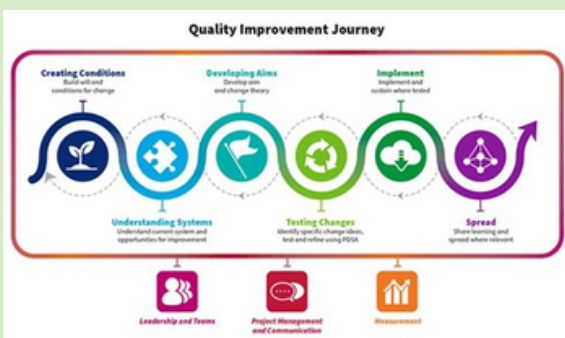 Quality Improvement Journey
Creating Conditions
Build will and
conditions for change
Developing Aims
Develop aim
and change theory
Implement
Implement and
sustain where tested
Understanding Systems
Understand current system and
opportunities for improvement
Testing Changes
Identify specific change ideas,
test and refine using PDSA
Spread
Share learning and
spread where relevant
Leadership and Teams
Project Management
and Communication
Measurement